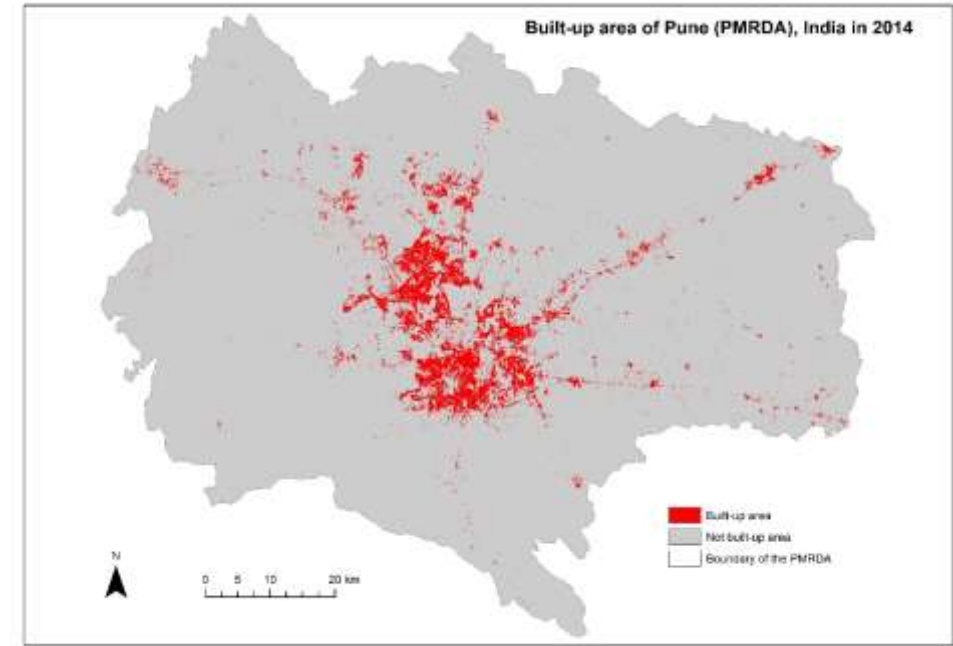 Built-up area of Pune (PMRDA), India in 2014
Built-up area
Not built-up area
Boundery of the PMRDA
N
0 5 10 20 km